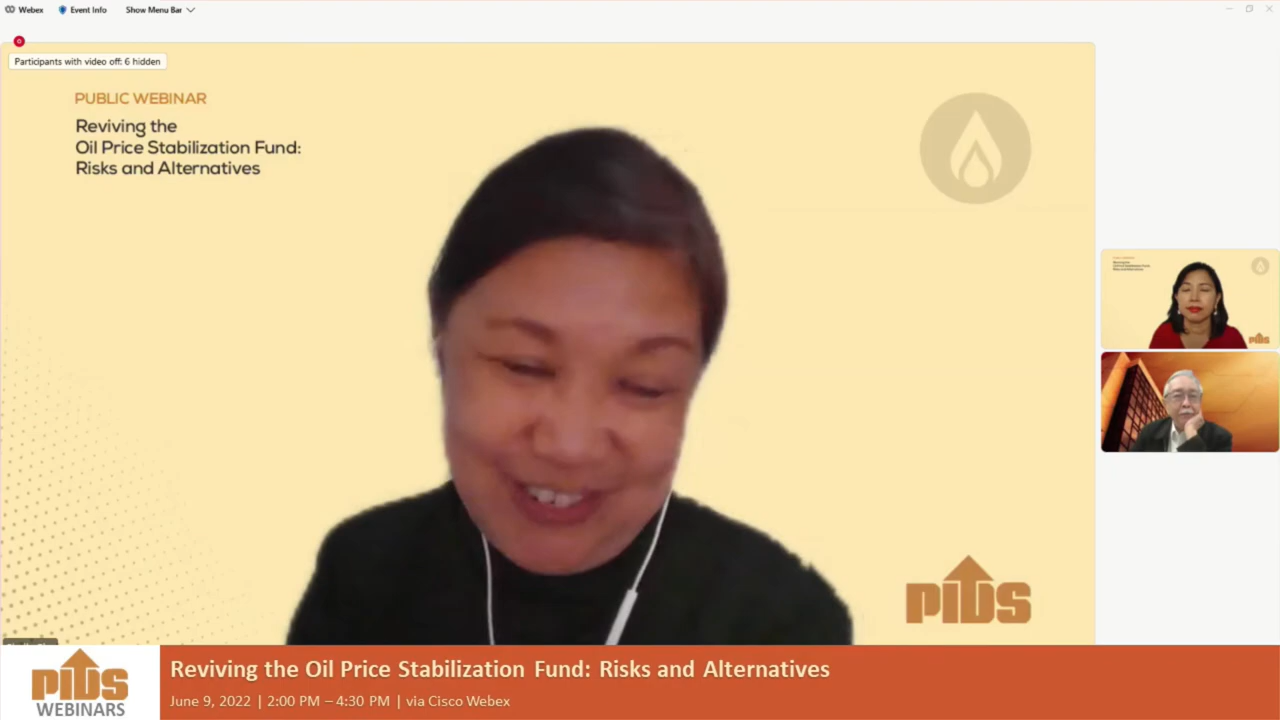 Webex
Event Info
Show Menu Bar
Participants with video off: 6 hidden
PUBLIC WEBINAR
Reviving the
Oil Price Stabilization Fund:
Risks and Alternatives
PIDS
PIDS
PIDS
WEBINARS
Reviving the Oil Price Stabilization Fund: Risks and Alternatives
June 9, 2022 | 2:00 PM – 4:30 PM | via Cisco Webex